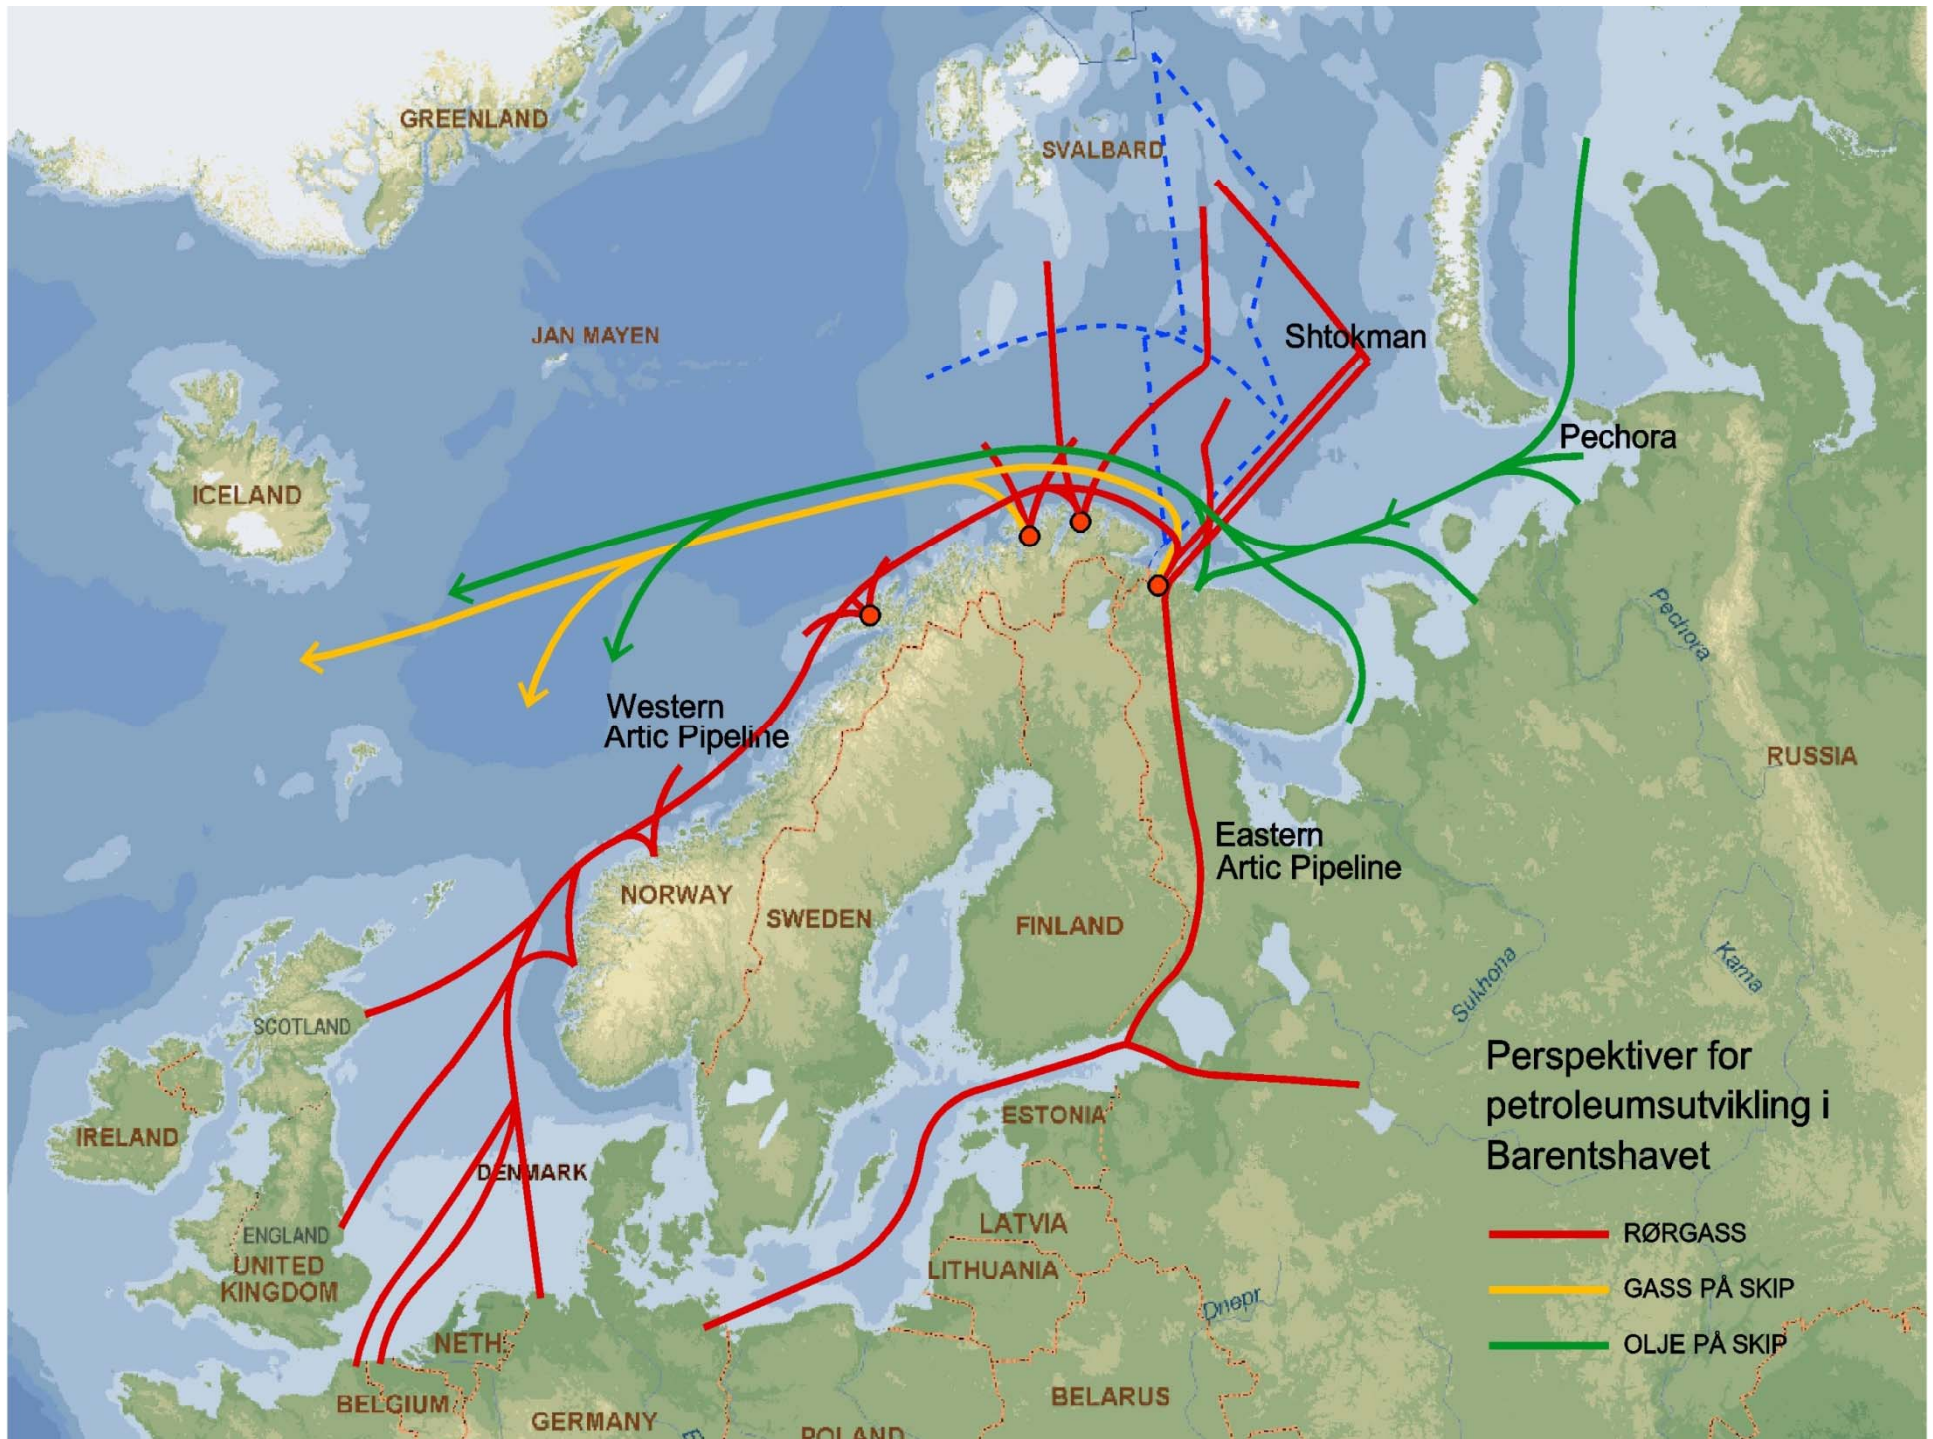 GREENLAND
SVALBARD
JAN MAYEN
Shtokman
Pechora
ICELAND
Pechora
Western
Artic Pipeline
RUSSIA
Eastern
Artic Pipeline
NORWAY
SWEDEN
FINLAND
Sukhona
Kama
SCOTLAND
Perspektiver for
petroleumsutvikling i
Barentshavet
ESTONIA
IRELAND
DENMARK
LATVIA
ENGLAND
UNITED
KINGDOM
LITHUANIA
RØRGASS
GASS PÅ SKIP
Dnepr
OLJE PÅ SKIP
NETH
BELGIUM
GERMANY
BELARUS
POLAND